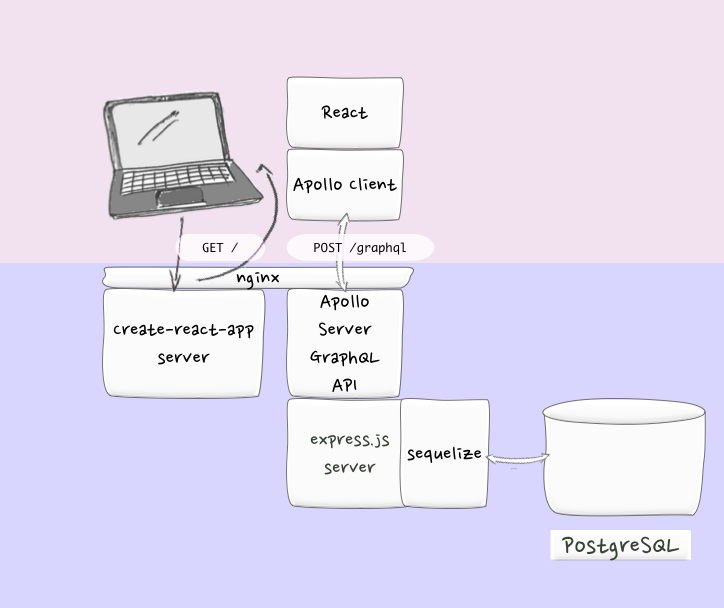 React
Apollo Client
GET /
POST /graphql
nginx
create-react-app
server
Apollo
Server
GraphQL
API
express.js
server
sequelize
PostgreSQL